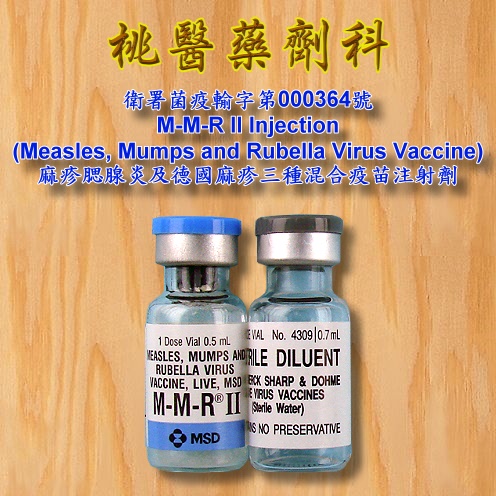 桃醫藥劑科
衛署菌疫輸字第000364號
M-M-R II Injection
(Measles, Mumps and Rubella Virus Vaccine)
麻疹腮腺炎及德國麻疹三種混合疫苗注射劑
1 Dose Vial 0.5 mL
MEASLES, MUMPS AND
RUBELLA VIRUS
VACCINE, LIVE, MSD
M-M-R® II
MSD
VIAL No. 4309 0.7 mL
DILUENT
SHARP & DOHME
VIRUS VACCINES
(Sterile Water)
NO PRESERVATIVE